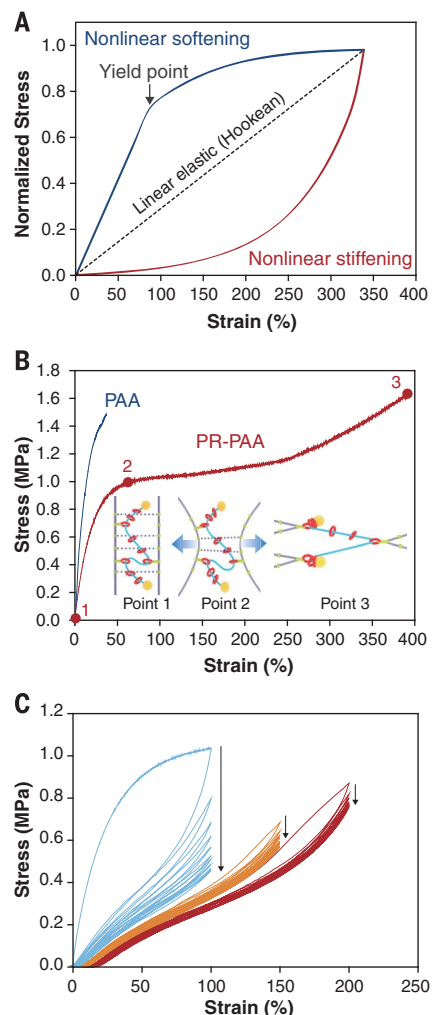 A
Nonlinear softening
Yield point
Linear elastic (Hookean)
Nonlinear stiffening
Normalized Stress
1.0
0.8
0.6
0.4
0.2
0.0
0 50 100 150 200 250 300 350 400
Strain (%)
B
PAA
PR-PAA
1
2
3
Point 1 Point 2 Point 3
Stress (MPa)
1.8
1.6
1.4
1.2
1.0
0.8
0.6
0.4
0.2
0.0
0 50 100 150 200 250 300 350 400
Strain (%)
C
Stress (MPa)
1.2
1.0
0.8
0.6
0.4
0.2
0.0
0 50 100 150 200 250
Strain (%)